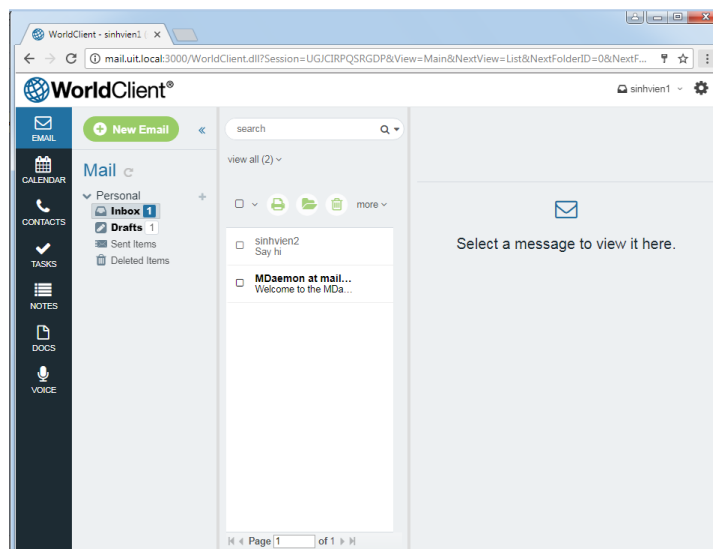 WorldClient - sinhvien1 |
mail.uit.local:3000/WorldClient.dll?Session=UGJCIRPQSRGDP&View=Main&NextView=List&NextFolderID=0&NextF...
WorldClient®
sinhvien1
EMAIL
CALENDAR
CONTACTS
TASKS
NOTES
DOCS
VOICE
New Email
«
Mail
Personal
+
Inbox 1
Drafts 1
Sent Items
Deleted Items
search
view all (2)
more
sinhvien2
Say hi
MDaemon at mail...
Welcome to the MDa...
Page 1 of 1
Select a message to view it here.